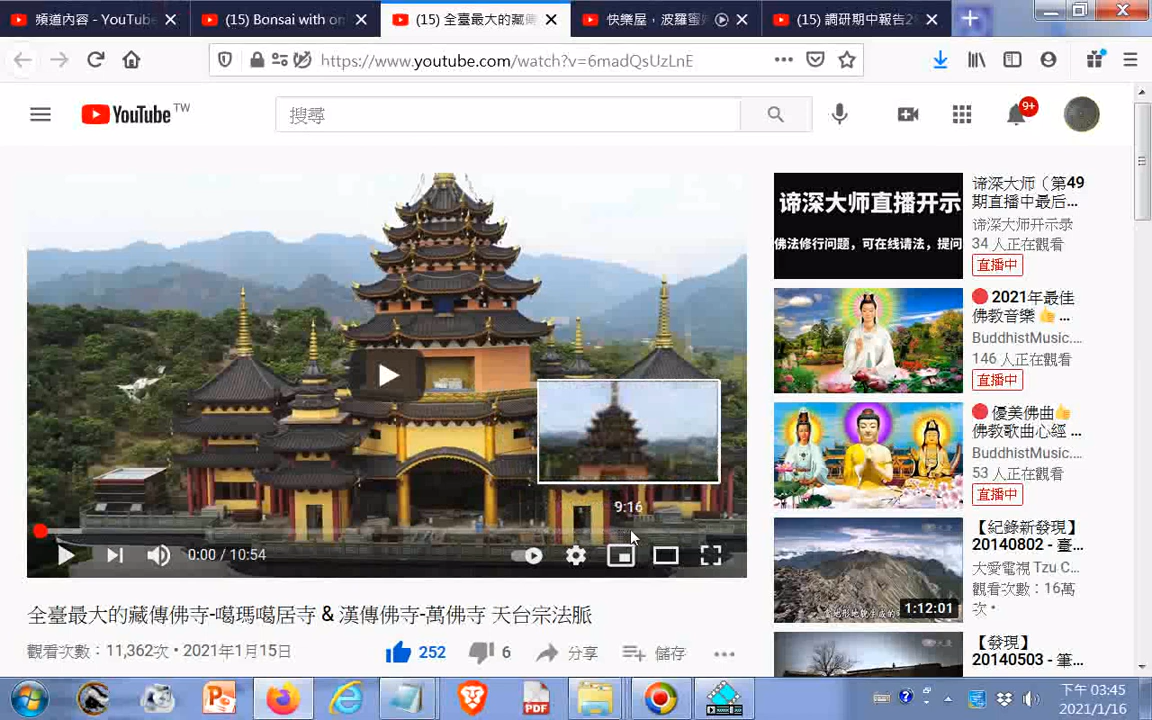 頻道內容 - YouTube
(15) Bonsai with on
(15) 全臺最大的藏傳
快樂屋，波羅蜜
(15) 調研期中報告2
https://www.youtube.com/watch?v=6madQsUzLnE
YouTube TW
搜尋
9+
9:16
0:00 / 10:54
全臺最大的藏傳佛寺-噶瑪噶居寺 & 漢傳佛寺-萬佛寺 天台宗法脈
觀看次數：11,362次 • 2021年1月15日
252
6
分享
儲存
谛深大师直播开示
佛法修行问题，可在线请法，提问
谛深大师（第49
期直播中最后...
谛深大师开示录
34 人正在觀看
直播中
2021年最佳
佛教音樂 ...
BuddhistMusic....
146 人正在觀看
直播中
優美佛曲
佛教歌曲心經 ...
BuddhistMusic....
53 人正在觀看
直播中
1:12:01
【紀錄新發現】
20140802 - 臺...
大愛電視 Tzu C...
觀看次數：16萬
次 •
【發現】
20140503 - 筆...
PDF
下午 03:45
2021/1/16